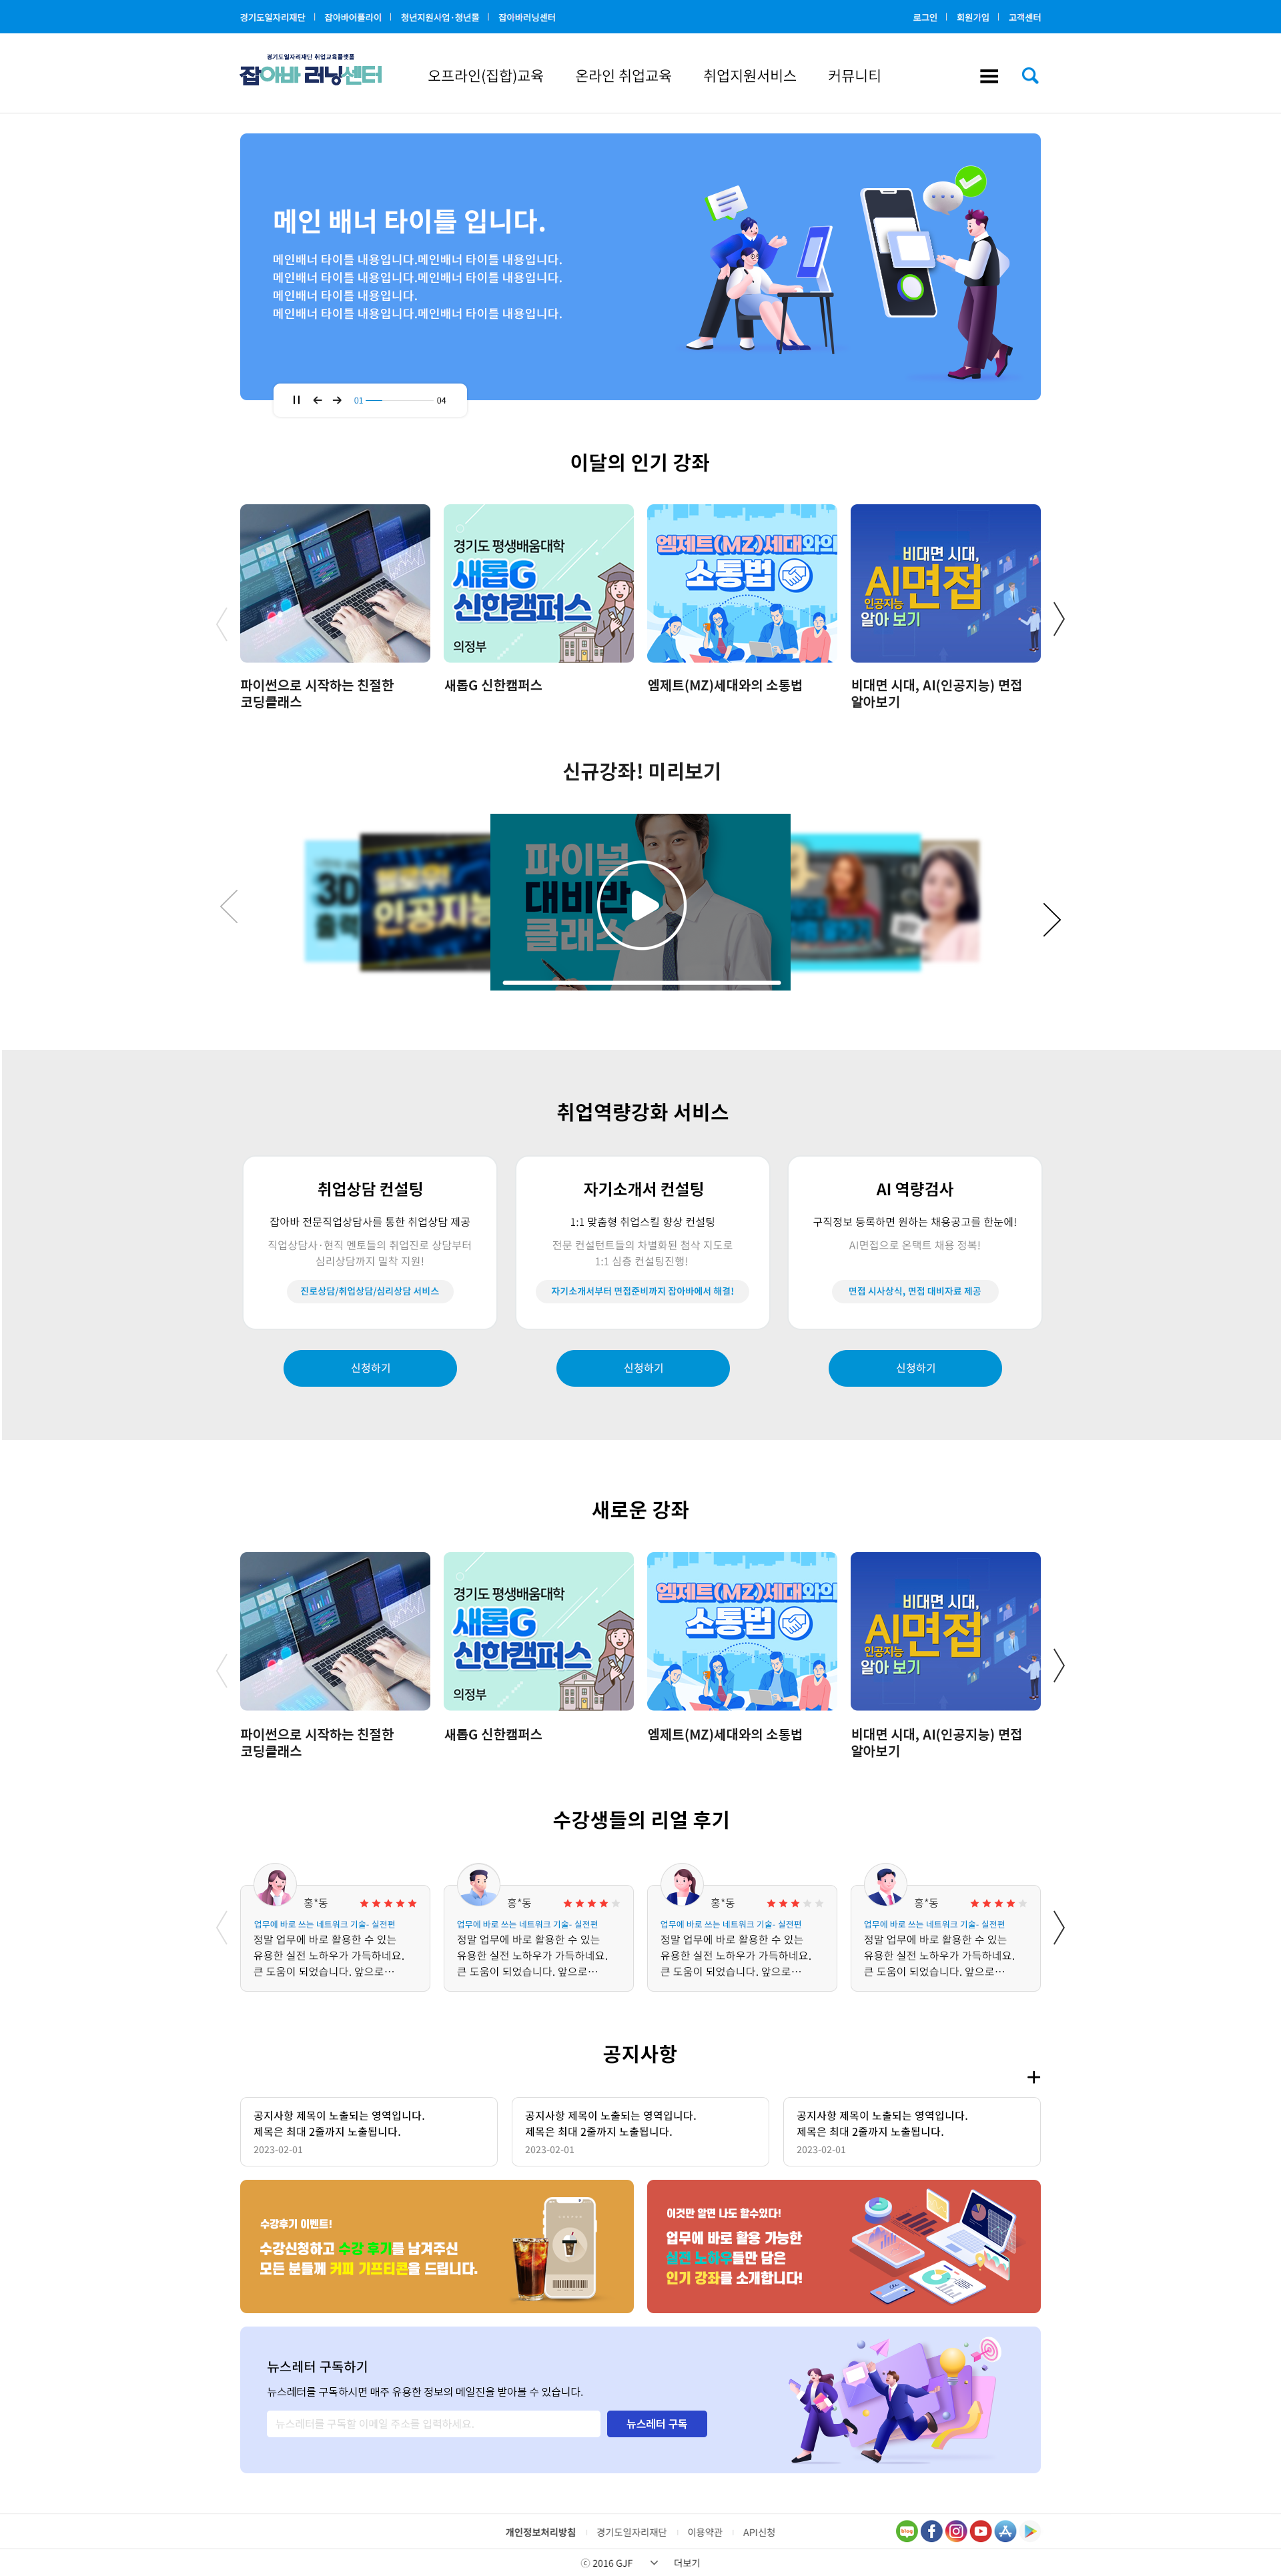 경기도일자리재단 잡아바어플라이 청년지원사업·청년몰 잡아바러닝센터
로그인 회원가입 고객센터
경기도일자리재단 취업교육플랫폼
잡아바 러닝센터
오프라인(집합)교육 온라인 취업교육 취업지원서비스 커뮤니티
메인 배너 타이틀 입니다.
메인배너 타이틀 내용입니다.메인배너 타이틀 내용입니다.
메인배너 타이틀 내용입니다.메인배너 타이틀 내용입니다.
메인배너 타이틀 내용입니다.
메인배너 타이틀 내용입니다.메인배너 타이틀 내용입니다.
01 04
이달의 인기 강좌
경기도 평생배움대학
새롭G
신한캠퍼스
의정부
엠제트(MZ)세대와의
소통법
비대면 시대,
AI면접
인공지능
알아 보기
파이썬으로 시작하는 친절한
코딩클래스
새롭G 신한캠퍼스
엠제트(MZ)세대와의 소통법
비대면 시대, AI(인공지능) 면접
알아보기
신규강좌! 미리보기
3D
출력
인공지능
파이널
대비반
클래스
취업역량강화 서비스
취업상담 컨설팅
잡아바 전문직업상담사를 통한 취업상담 제공
직업상담사·현직 멘토들의 취업진로 상담부터
심리상담까지 밀착 지원!
진로상담/취업상담/심리상담 서비스
신청하기
자기소개서 컨설팅
1:1 맞춤형 취업스킬 향상 컨설팅
전문 컨설턴트들의 차별화된 첨삭 지도로
1:1 심층 컨설팅진행!
자기소개서부터 면접준비까지 잡아바에서 해결!
신청하기
AI 역량검사
구직정보 등록하면 원하는 채용공고를 한눈에!
AI면접으로 온택트 채용 정복!
면접 시사상식, 면접 대비자료 제공
신청하기
새로운 강좌
경기도 평생배움대학
새롭G
신한캠퍼스
의정부
엠제트(MZ)세대와의
소통법
비대면 시대,
AI면접
인공지능
알아 보기
파이썬으로 시작하는 친절한
코딩클래스
새롭G 신한캠퍼스
엠제트(MZ)세대와의 소통법
비대면 시대, AI(인공지능) 면접
알아보기
수강생들의 리얼 후기
홍*동
업무에 바로 쓰는 네트워크 기술- 실전편
정말 업무에 바로 활용한 수 있는
유용한 실전 노하우가 가득하네요.
큰 도움이 되었습니다. 앞으로…
홍*동
업무에 바로 쓰는 네트워크 기술- 실전편
정말 업무에 바로 활용한 수 있는
유용한 실전 노하우가 가득하네요.
큰 도움이 되었습니다. 앞으로…
홍*동
업무에 바로 쓰는 네트워크 기술- 실전편
정말 업무에 바로 활용한 수 있는
유용한 실전 노하우가 가득하네요.
큰 도움이 되었습니다. 앞으로…
홍*동
업무에 바로 쓰는 네트워크 기술- 실전편
정말 업무에 바로 활용한 수 있는
유용한 실전 노하우가 가득하네요.
큰 도움이 되었습니다. 앞으로…
공지사항
공지사항 제목이 노출되는 영역입니다.
제목은 최대 2줄까지 노출됩니다.
2023-02-01
공지사항 제목이 노출되는 영역입니다.
제목은 최대 2줄까지 노출됩니다.
2023-02-01
공지사항 제목이 노출되는 영역입니다.
제목은 최대 2줄까지 노출됩니다.
2023-02-01
수강후기 이벤트!
수강신청하고 수강 후기를 남겨주신
모든 분들께 커피 기프티콘을 드립니다.
이것만 알면 나도 할수있다!
업무에 바로 활용 가능한
실전 노하우들만 담은
인기 강좌를 소개합니다!
뉴스레터 구독하기
뉴스레터를 구독하시면 매주 유용한 정보의 메일진을 받아볼 수 있습니다.
뉴스레터를 구독할 이메일 주소를 입력하세요.
뉴스레터 구독
개인정보처리방침 경기도일자리재단 이용약관 API신청
blog
ⓒ 2016 GJF 더보기